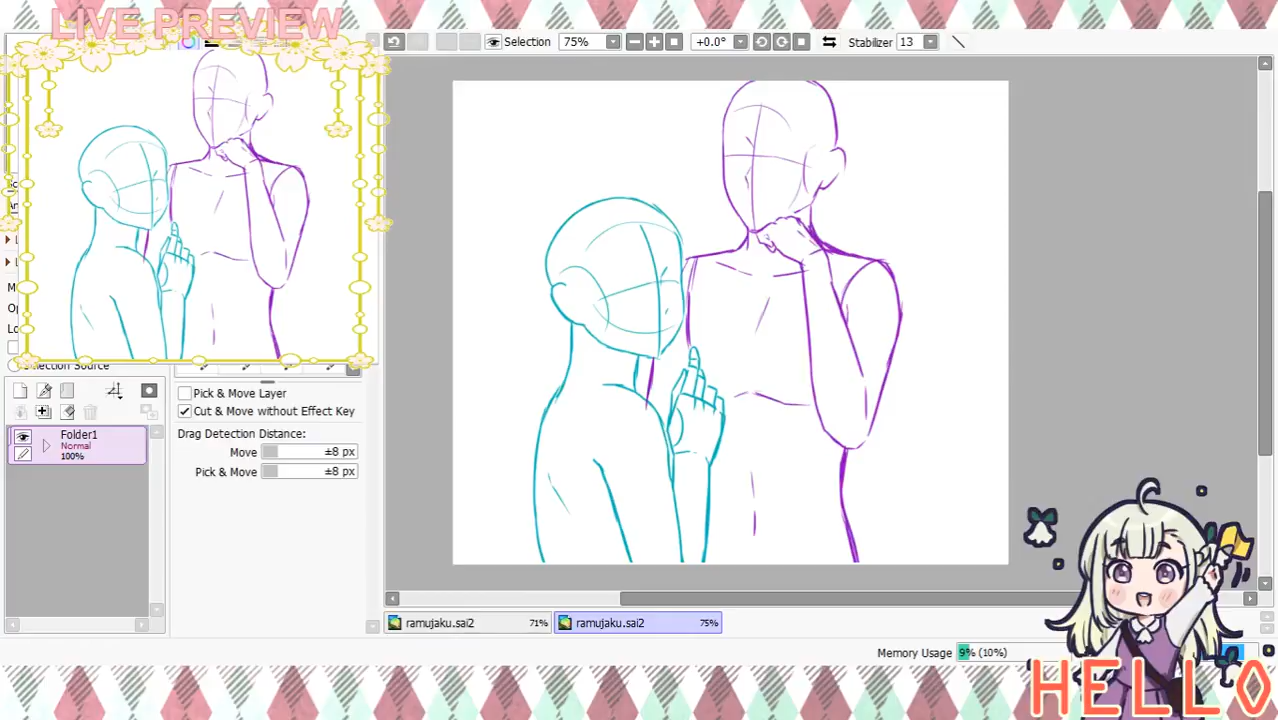 LIVE PREVIEW
Selection 75% +0.0° Stabilizer 13
Selection Source
Pick & Move Layer
Cut & Move without Effect Key
Drag Detection Distance:
Move ±8 px
Pick & Move ±8 px
Folder1
Normal
100%
ramujaku.sai2 71%
ramujaku.sai2 75%
Memory Usage 9% (10%)
HELLO